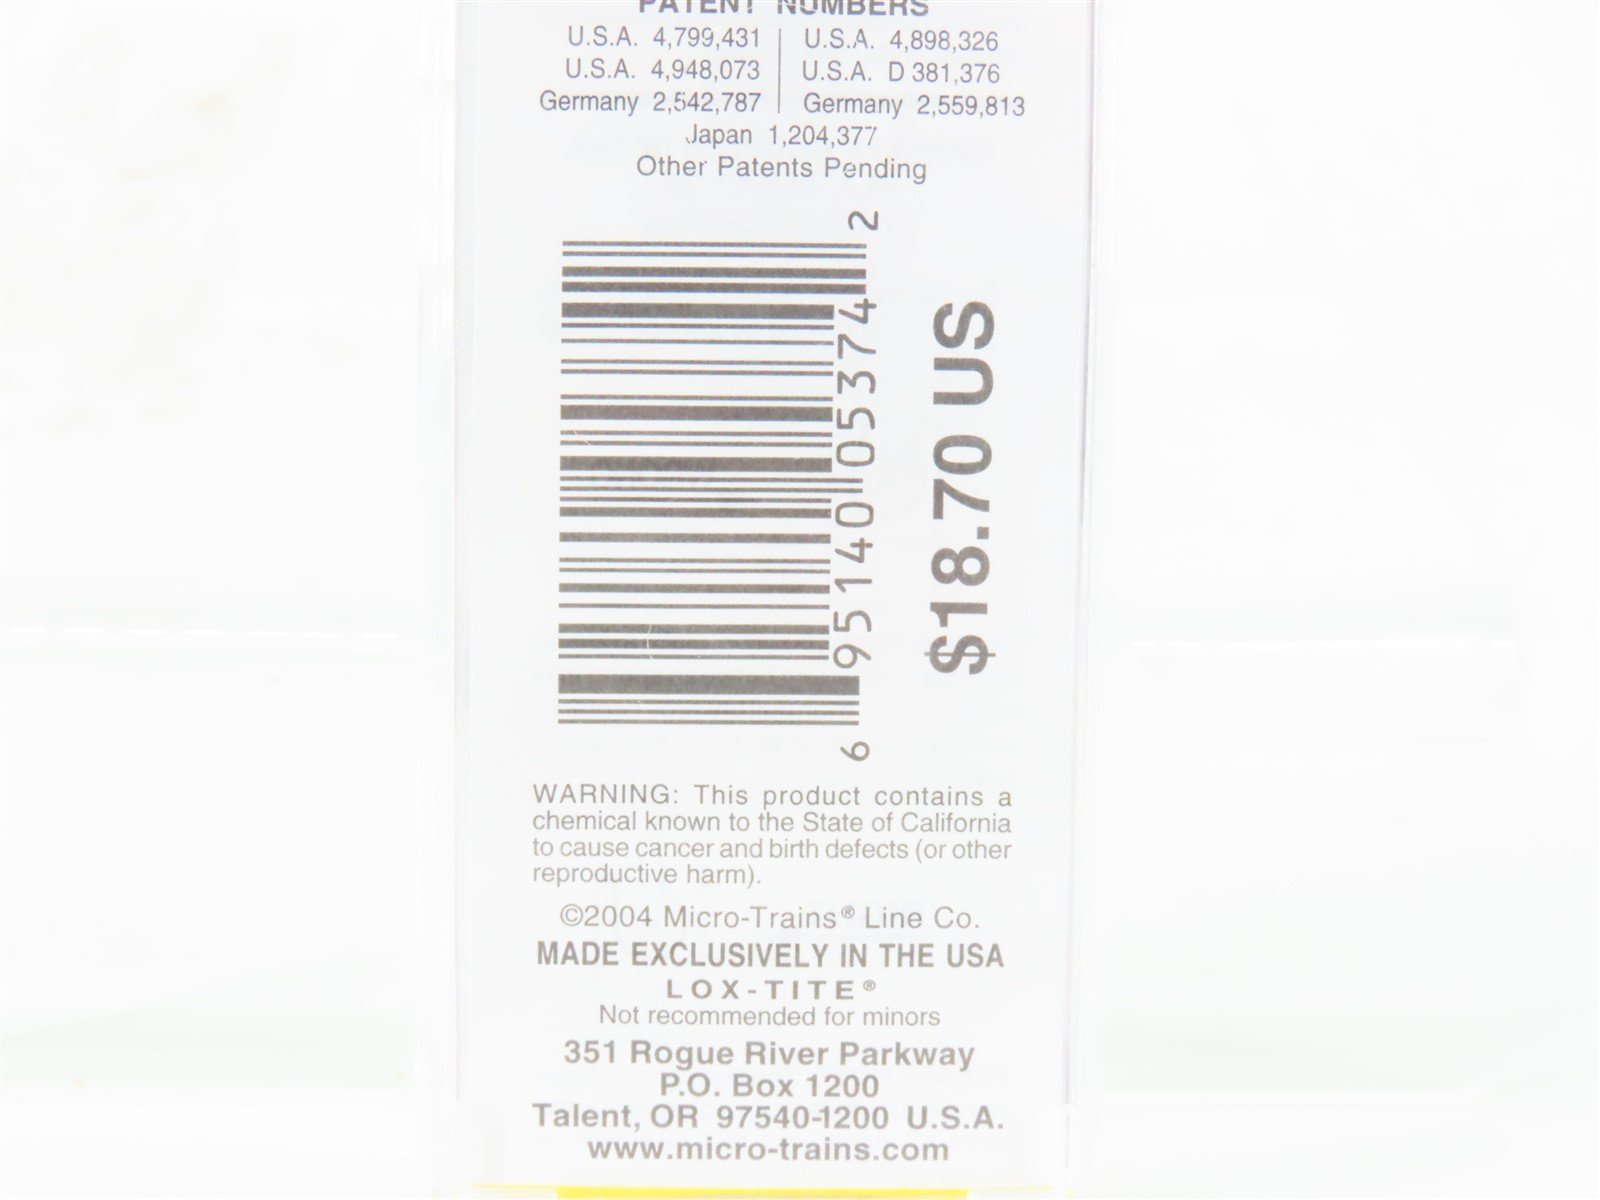 PATENT NUMBERS
U.S.A. 4,799,431 | U.S.A. 4,898,326
U.S.A. 4,948,073 | U.S.A. D 381,376
Germany 2,542,787 | Germany 2,559,813
Japan 1,204,377
Other Patents Pending
6 95140 05374 2
$18.70 US
WARNING: This product contains a
chemical known to the State of California
to cause cancer and birth defects (or other
reproductive harm).
©2004 Micro-Trains® Line Co.
MADE EXCLUSIVELY IN THE USA
LOX-TITE®
Not recommended for minors
351 Rogue River Parkway
P.O. Box 1200
Talent, OR 97540-1200 U.S.A.
www.micro-trains.com